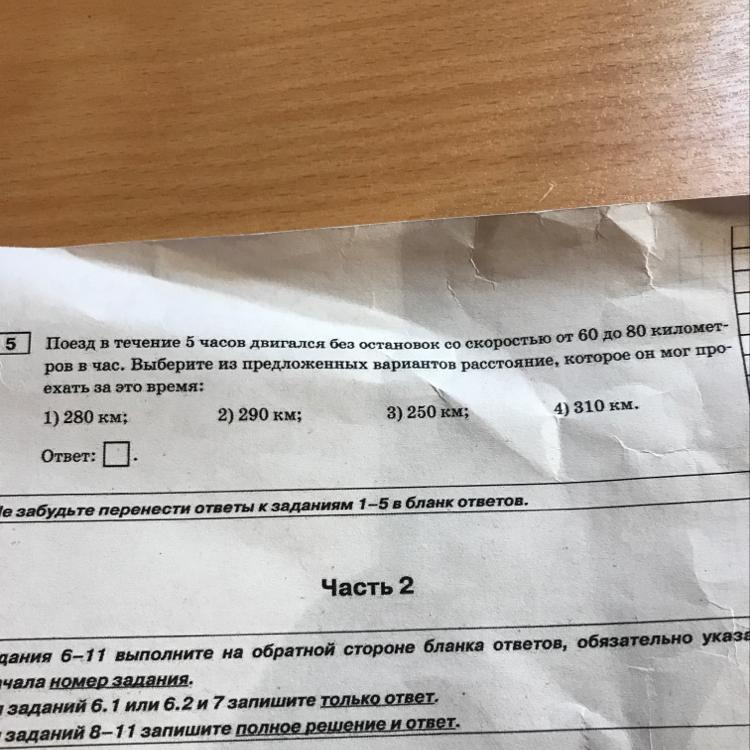 5 Поезд в течение 5 часов двигался без остановок со скоростью от 60 до 80 километ-
ров в час. Выберите из предложенных вариантов расстояние, которое он мог про-
ехать за это время:
1) 280 км; 2) 290 км; 3) 250 км; 4) 310 км.
Ответ: .
забудьте перенести ответы к заданиям 1–5 в бланк ответов.
Часть 2
дания 6–11 выполните на обратной стороне бланка ответов, обязательно указа
чала номер задания.
заданий 6.1 или 6.2 и 7 запишите только ответ.
заданий 8–11 запишите полное решение и ответ.